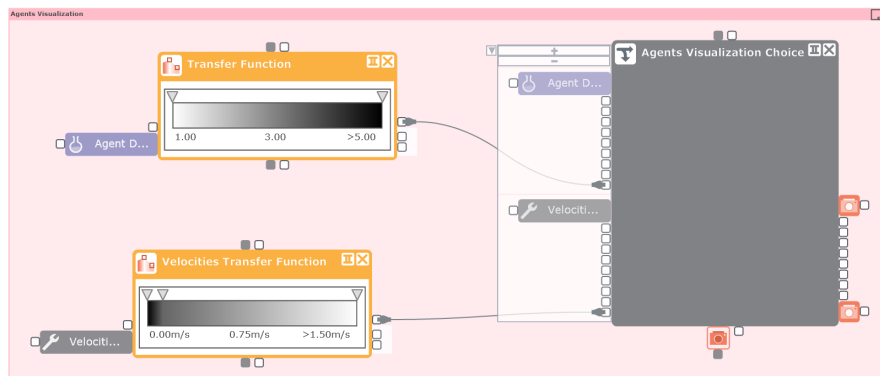 Agents Visualization
Transfer Function
1.00 3.00 >5.00
Agent D...
Velocities Transfer Function
0.00m/s 0.75m/s >1.50m/s
Velociti...
+
−
Agent D...
Velociti...
Agents Visualization Choice